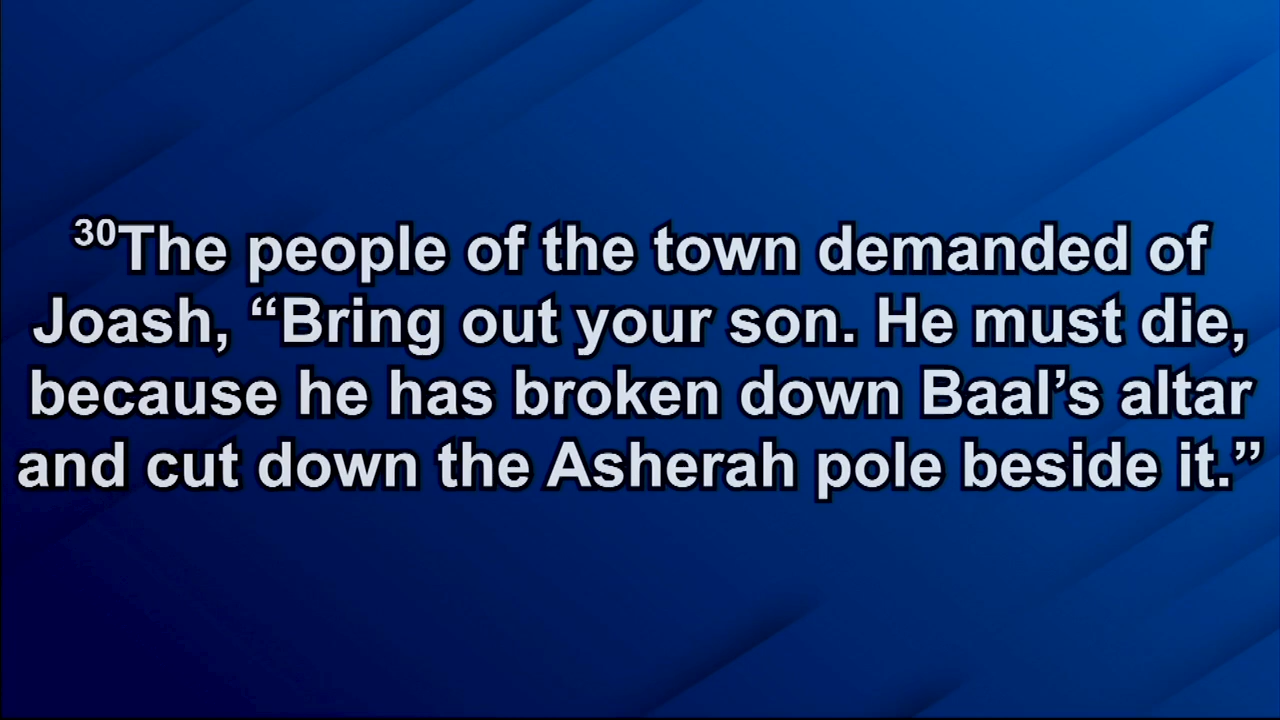 30The people of the town demanded of
Joash, “Bring out your son. He must die,
because he has broken down Baal’s altar
and cut down the Asherah pole beside it.”